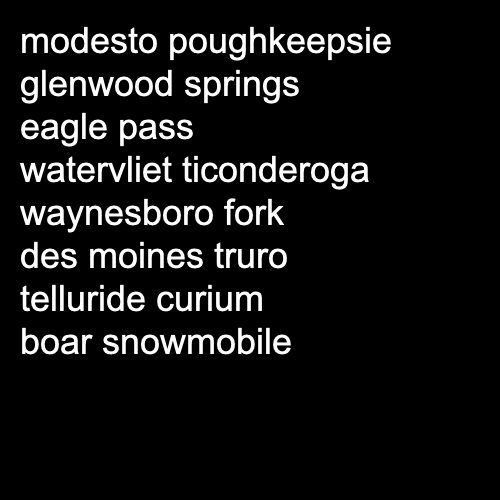 modesto poughkeepsie
glenwood springs
eagle pass
watervliet ticonderoga
waynesboro fork
des moines truro
telluride curium
boar snowmobile